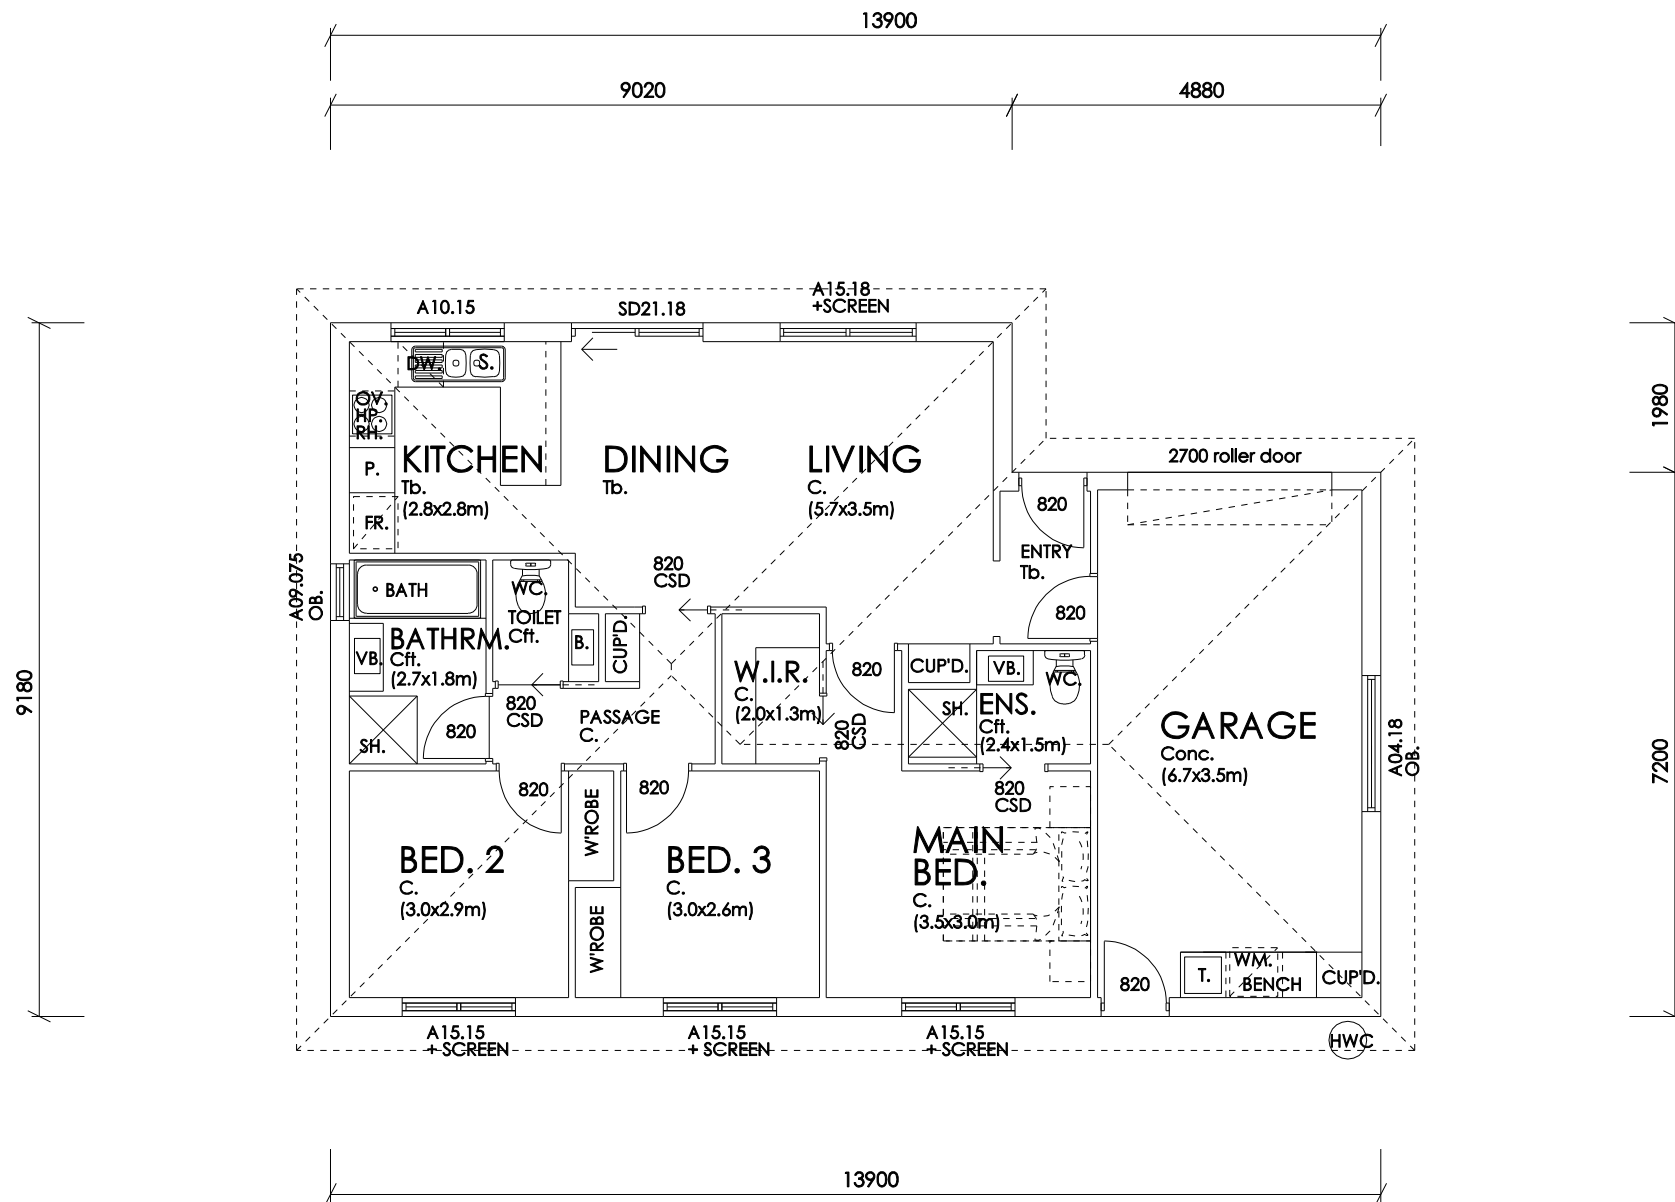 13900
9020
4880
A10.15
SD21.18
A15.18
+SCREEN
DW.
S.
OV.
HP
RH.
P.
FR.
KITCHEN
Tb.
(2.8x2.8m)
DINING
Tb.
LIVING
C.
(5.7x3.5m)
2700 roller door
820
ENTRY
Tb.
820
1980
A09.075
OB.
BATH
WC.
TOILET
Cft.
820
CSD
BATHRM.
Cft.
(2.7x1.8m)
VB.
B.
CUP'D.
W.I.R.
C.
(2.0x1.3m)
820
CUP'D.
VB.
WC.
SH.
ENS.
Cft.
(2.4x1.5m)
9180
SH.
820
820
CSD
PASSAGE
C.
820
CSD
GARAGE
Conc.
(6.7x3.5m)
A04.18
OB.
7200
820
820
820
CSD
W'ROBE
BED. 2
C.
(3.0x2.9m)
BED. 3
C.
(3.0x2.6m)
MAIN
BED.
C.
(3.5x3.0m)
W'ROBE
820
T.
WM.
BENCH
CUP'D.
A15.15
+ SCREEN
A15.15
+ SCREEN
A15.15
+ SCREEN
HWC
13900